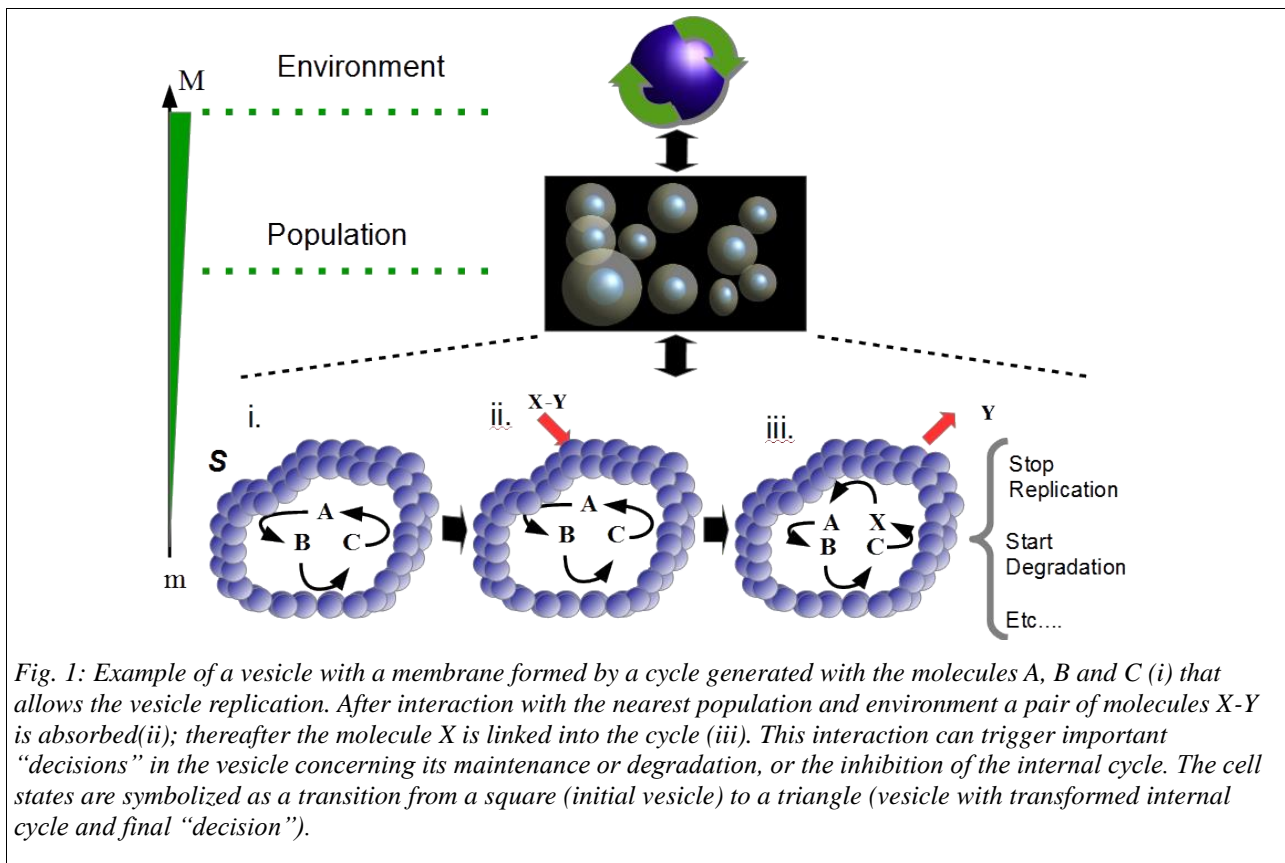 M
Environment
Population
m
i.
S
A
B
C
ii.
X-Y
A
B
C
iii.
Y
A
X
B
C
Stop
Replication
Start
Degradation
Etc....
Fig. 1: Example of a vesicle with a membrane formed by a cycle generated with the molecules A, B and C (i) that
allows the vesicle replication. After interaction with the nearest population and environment a pair of molecules X-Y
is absorbed(ii); thereafter the molecule X is linked into the cycle (iii). This interaction can trigger important
“decisions” in the vesicle concerning its maintenance or degradation, or the inhibition of the internal cycle. The cell
states are symbolized as a transition from a square (initial vesicle) to a triangle (vesicle with transformed internal
cycle and final “decision”).